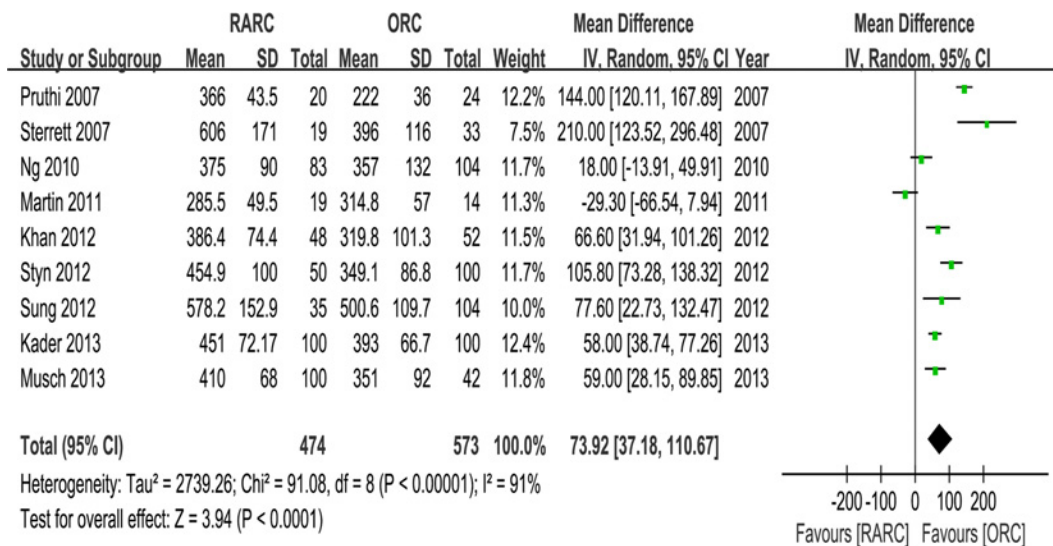 RARC ORC Mean Difference Mean Difference
Study or Subgroup Mean SD Total Mean SD Total Weight IV, Random, 95% CI Year IV, Random, 95% CI
Pruthi 2007 366 43.5 20 222 36 24 12.2% 144.00 [120.11, 167.89] 2007
Sterrett 2007 606 171 19 396 116 33 7.5% 210.00 [123.52, 296.48] 2007
Ng 2010 375 90 83 357 132 104 11.7% 18.00 [-13.91, 49.91] 2010
Martin 2011 285.5 49.5 19 314.8 57 14 11.3% -29.30 [-66.54, 7.94] 2011
Khan 2012 386.4 74.4 48 319.8 101.3 52 11.5% 66.60 [31.94, 101.26] 2012
Styn 2012 454.9 100 50 349.1 86.8 100 11.7% 105.80 [73.28, 138.32] 2012
Sung 2012 578.2 152.9 35 500.6 109.7 104 10.0% 77.60 [22.73, 132.47] 2012
Kader 2013 451 72.17 100 393 66.7 100 12.4% 58.00 [38.74, 77.26] 2013
Musch 2013 410 68 100 351 92 42 11.8% 59.00 [28.15, 89.85] 2013
Total (95% CI) 474 573 100.0% 73.92 [37.18, 110.67]
Heterogeneity: Tau² = 2739.26; Chi² = 91.08, df = 8 (P < 0.00001); I² = 91%
Test for overall effect: Z = 3.94 (P < 0.0001)
-200 -100 0 100 200
Favours [RARC] Favours [ORC]